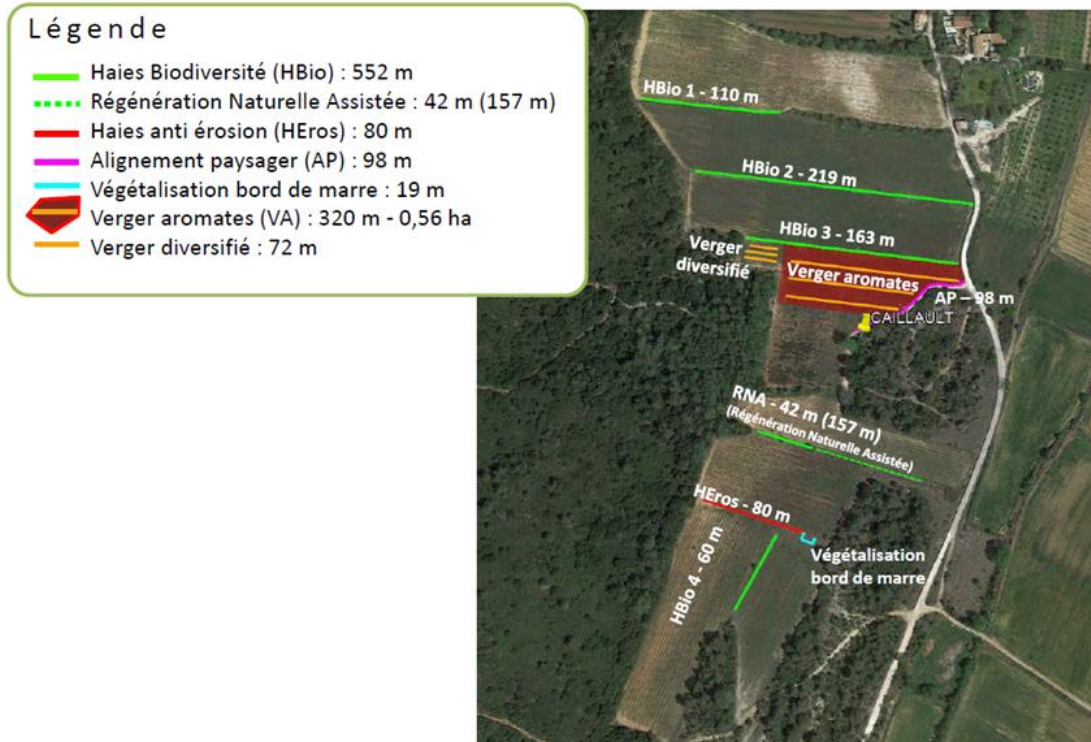 Légende
Haies Biodiversité (HBio) : 552 m
Régénération Naturelle Assistée : 42 m (157 m)
Haies anti érosion (HEros) : 80 m
Alignement paysager (AP) : 98 m
Végétalisation bord de marre : 19 m
Verger aromates (VA) : 320 m - 0,56 ha
Verger diversifié : 72 m
HBio 1 - 110 m
HBio 2 - 219 m
HBio 3 - 163 m
Verger
diversifié
Verger aromates
AP – 98 m
CAILLAULT
RNA - 42 m (157 m)
(Régénération Naturelle Assistée)
HEros - 80 m
HBio 4 - 60 m
Végétalisation
bord de marre